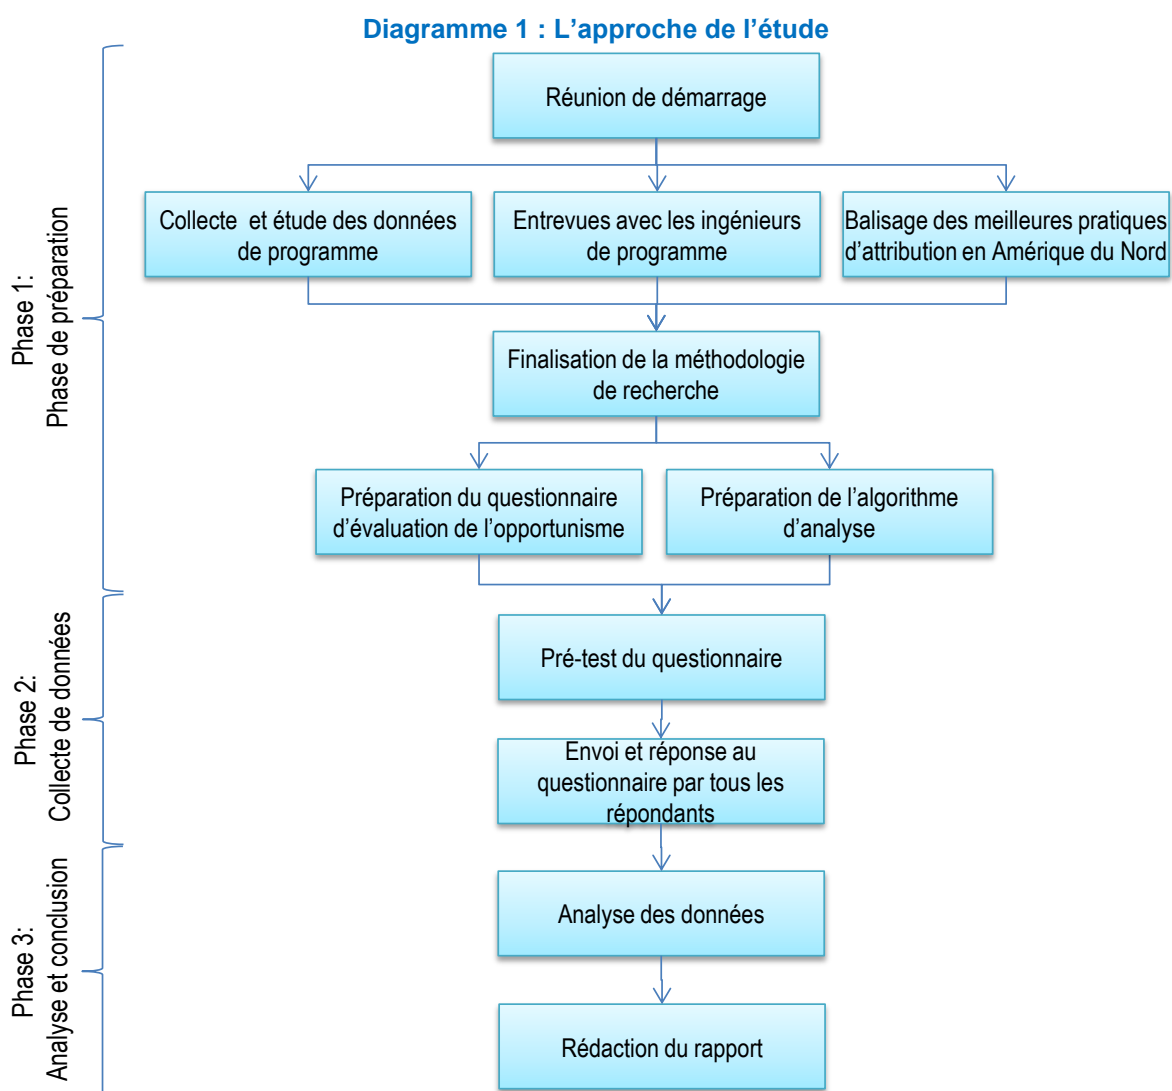 Diagramme 1 : L’approche de l’étude
Phase 1:
Phase de préparation
Réunion de démarrage
Collecte et étude des données
de programme
Entrevues avec les ingénieurs
de programme
Balisage des meilleures pratiques
d’attribution en Amérique du Nord
Finalisation de la méthodologie
de recherche
Préparation du questionnaire
d’évaluation de l’opportunisme
Préparation de l’algorithme
d’analyse
Phase 2:
Collecte de données
Pré-test du questionnaire
Envoi et réponse au
questionnaire par tous les
répondants
Phase 3:
Analyse et conclusion
Analyse des données
Rédaction du rapport